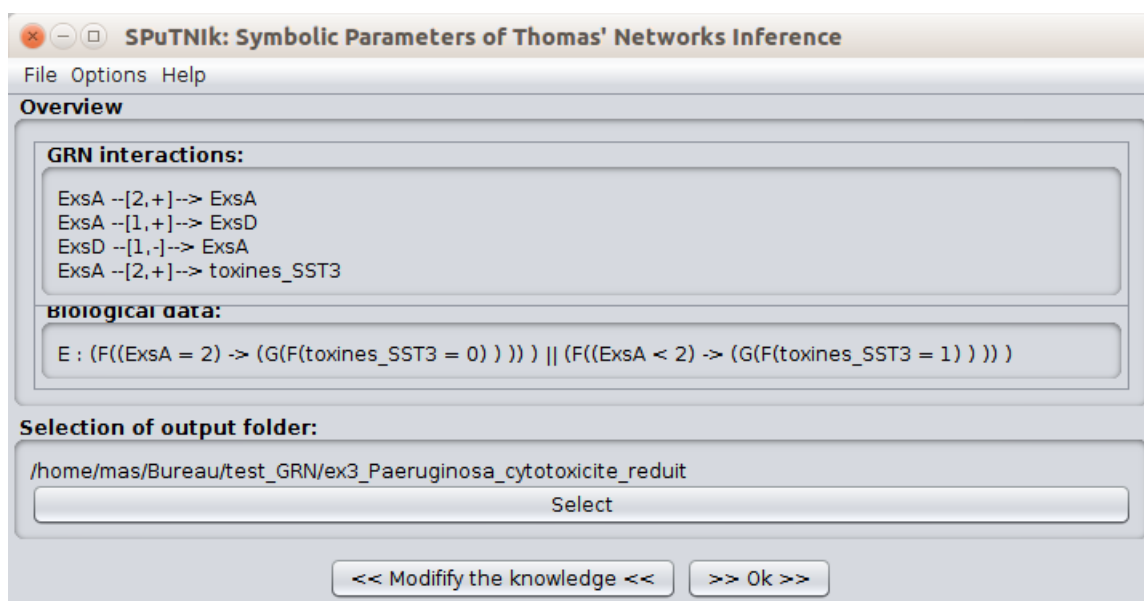 SPuTNIk: Symbolic Parameters of Thomas' Networks Inference
File Options Help
Overview
GRN interactions:
ExsA --[2,+]--> ExsA
ExsA --[1,+]--> ExsD
ExsD --[1,-]--> ExsA
ExsA --[2,+]--> toxines_SST3
Biological data:
E : (F((ExsA = 2) -> (G(F(toxines_SST3 = 0) ) )) ) || (F((ExsA < 2) -> (G(F(toxines_SST3 = 1) ) )) )
Selection of output folder:
/home/mas/Bureau/test_GRN/ex3_Paeruginosa_cytotoxicite_reduit
Select
<< Modifify the knowledge << >> Ok >>